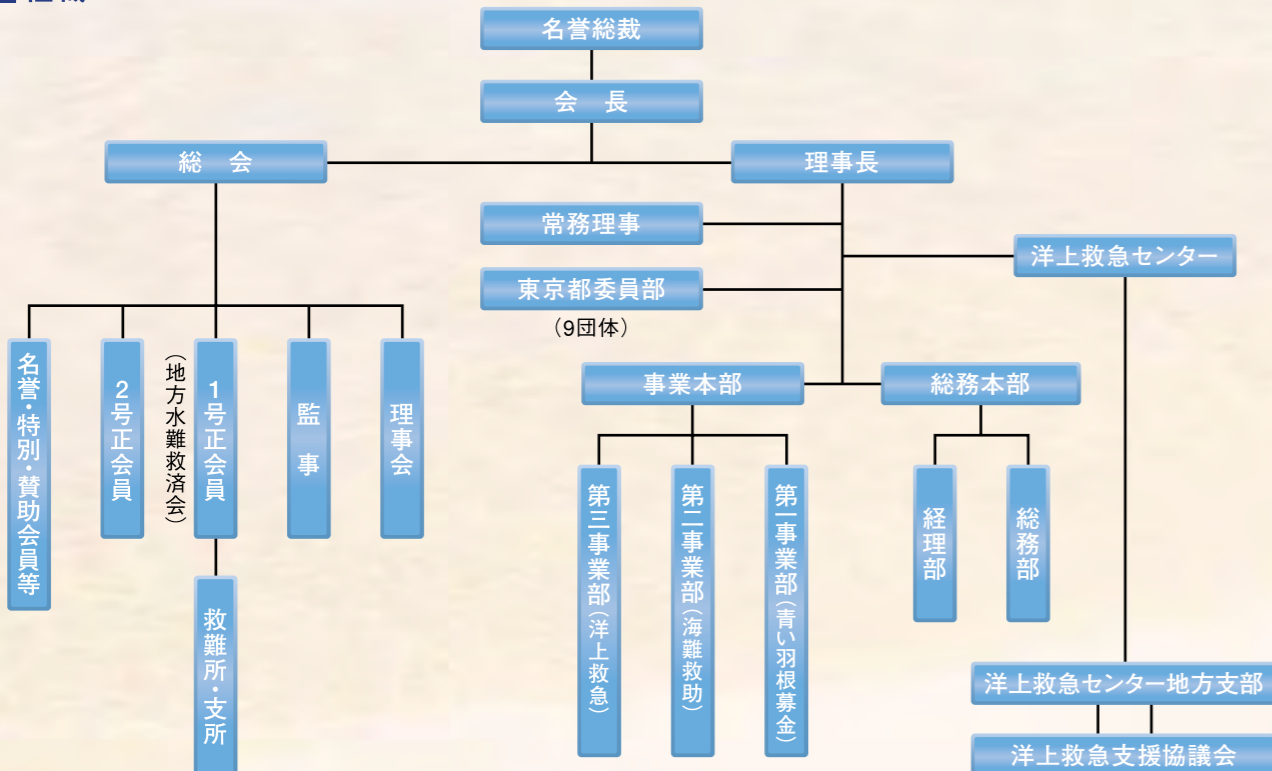 名誉総裁
会　長
総　会
理事長
常務理事
洋上救急センター
東京都委員部
（9団体）
事業本部
総務本部
名誉・特別・賛助会員等
2号正会員
（地方水難救済会）
1号正会員
監　事
理事会
救難所・支所
第三事業部（洋上救急）
第二事業部（海難救助）
第一事業部（青い羽根募金）
経理部
総務部
洋上救急センター地方支部
洋上救急支援協議会